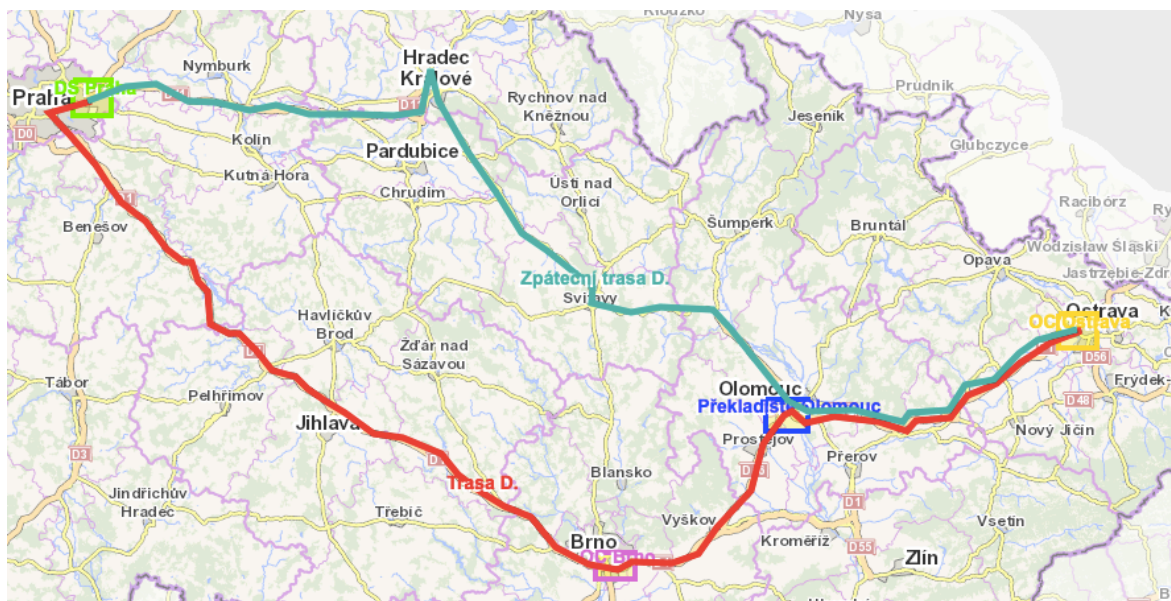 Kłodzko
Nysa
Hradec
Králové
Nymburk
Prudnik
DS Praha
Praha
D11
Rychnov nad
Kněžnou
Jeseník
D0
Kolín
Głubczyce
Pardubice
Kutná Hora
Chrudim
Ústí nad
Orlicí
Racibórz
D1
Benešov
Šumperk
Bruntál
Wodzisław Śląski
Opava
Jastrzębie-Zdr
Zpáteční trasa D.
Svitavy
Havlíčkův
Brod
Ostrava
OC Ostrava
Žďár nad
Sázavou
D56
Tábor
Pelhřimov
Olomouc
Frýdek-
Překladiště Olomouc
D48
Jihlava
Nový Jičín
Prostějov
D3
Přerov
Blansko
Trasa D.
Jindřichův
Hradec
D1
Třebíč
Vyškov
Vsetín
Brno
Kroměříž
D55
OC Brno
Zlín